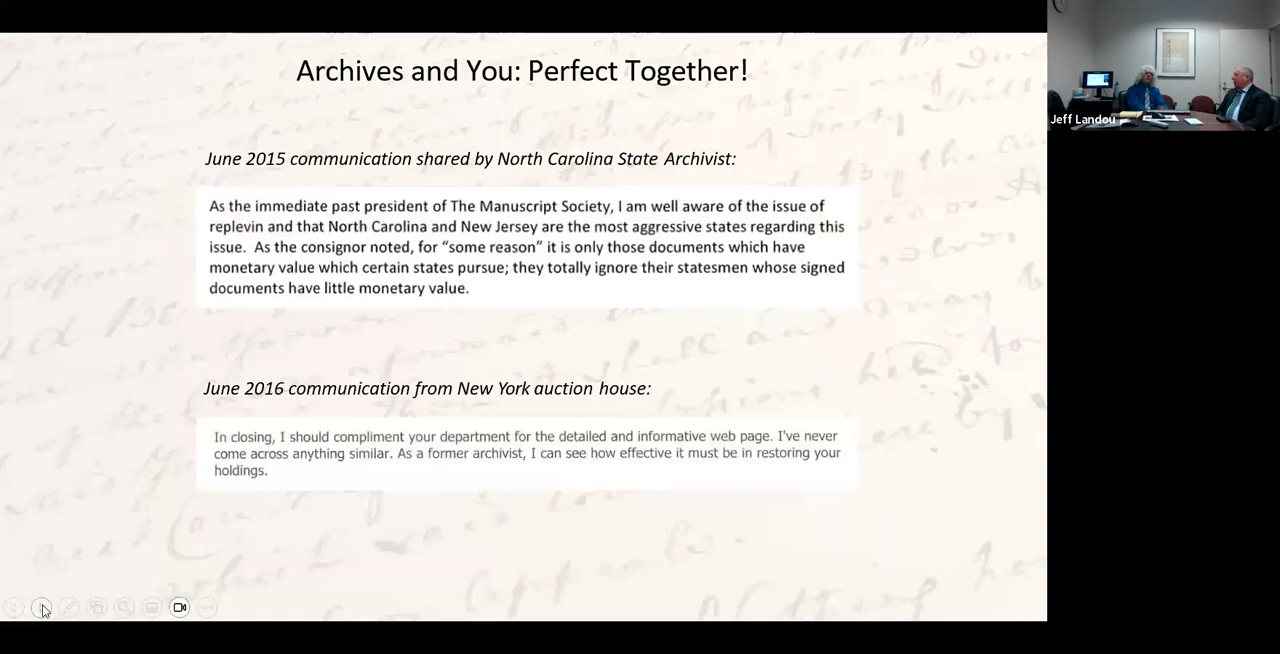 Archives and You: Perfect Together!
June 2015 communication shared by North Carolina State Archivist:
As the immediate past president of The Manuscript Society, I am well aware of the issue of
replevin and that North Carolina and New Jersey are the most aggressive states regarding this
issue. As the consignor noted, for “some reason” it is only those documents which have
monetary value which certain states pursue; they totally ignore their statesmen whose signed
documents have little monetary value.
June 2016 communication from New York auction house:
In closing, I should compliment your department for the detailed and informative web page. I've never
come across anything similar. As a former archivist, I can see how effective it must be in restoring your
holdings.
Jeff Landou